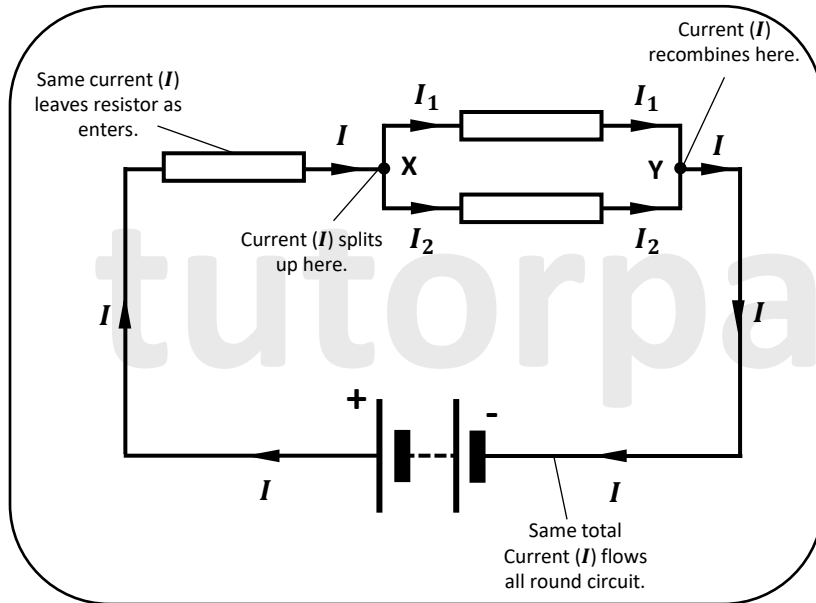 Current (I)
recombines here.
Same current (I)
leaves resistor as
enters.
I
I₁
I₁
I
X
Y
I₂
I₂
Current (I) splits
up here.
tutorpa
I
I
+
-
I
I
Same total
Current (I) flows
all round circuit.